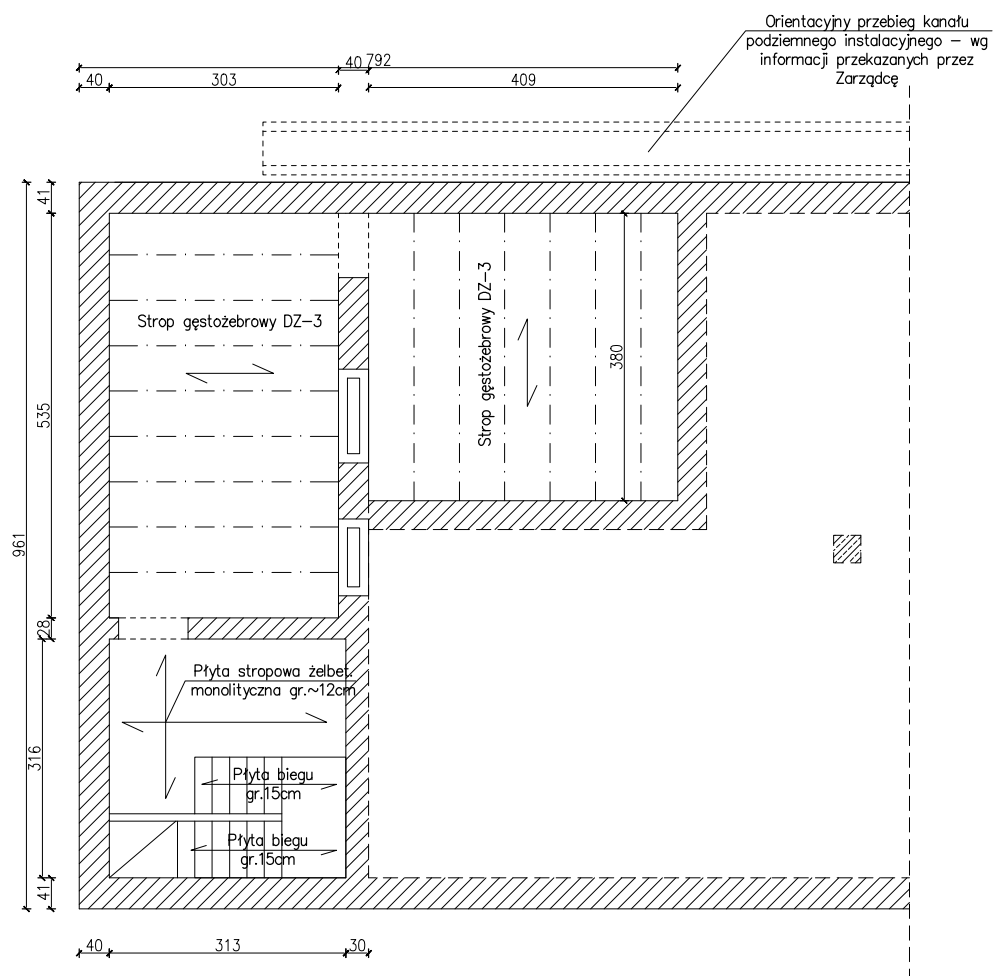 Orientacyjny przebieg kanału
podziemnego instalacyjnego – wg
informacji przekazanych przez
Zarządcę
40 792
40 303 409
41
Strop gęstożebrowy DZ–3
Strop gęstożebrowy DZ–3
380
535
961
28
Płyta stropowa żelbet.
monolityczna gr.~12cm
316
Płyta biegu
gr.15cm
Płyta biegu
gr.15cm
41
40 313 30